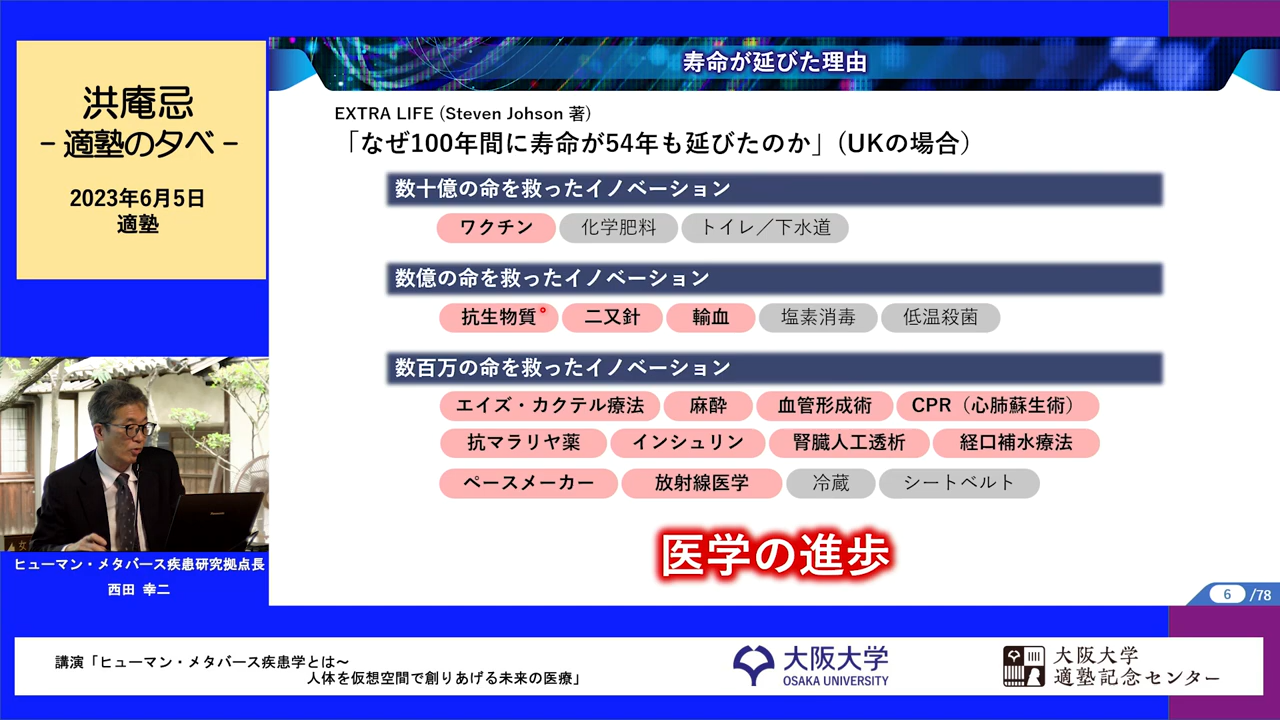 洪庵忌
– 適塾の夕べ –
2023年6月5日
適塾
寿命が延びた理由
EXTRA LIFE (Steven Johson 著)
「なぜ100年間に寿命が54年も延びたのか」(UKの場合)
数十億の命を救ったイノベーション
ワクチン 化学肥料 トイレ／下水道
数億の命を救ったイノベーション
抗生物質 二又針 輸血 塩素消毒 低温殺菌
数百万の命を救ったイノベーション
エイズ・カクテル療法 麻酔 血管形成術 CPR（心肺蘇生術）
抗マラリヤ薬 インシュリン 腎臓人工透析 経口補水療法
ペースメーカー 放射線医学 冷蔵 シートベルト
医学の進歩
6 /78
ヒューマン・メタバース疾患研究拠点長
西田 幸二
講演「ヒューマン・メタバース疾患学とは〜
人体を仮想空間で創りあげる未来の医療」
大阪大学
OSAKA UNIVERSITY
大阪大学
適塾記念センター